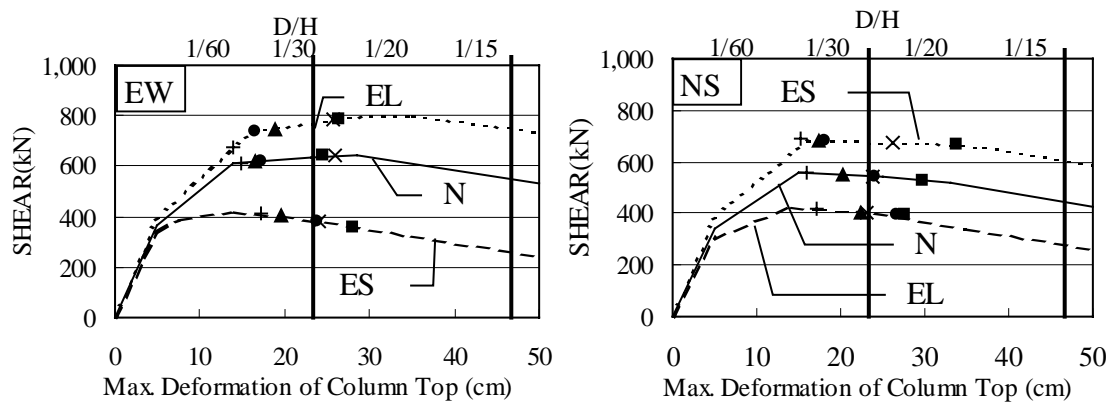 D/H
1/60 1/30 1/20 1/15
1,000
800
600
400
200
0
SHEAR(kN)
EW
EL
N
ES
0 10 20 30 40 50
Max. Deformation of Column Top (cm)
D/H
1/60 1/30 1/20 1/15
1,000
800
600
400
200
0
SHEAR(kN)
NS
ES
N
EL
0 10 20 30 40 50
Max. Deformation of Column Top (cm)